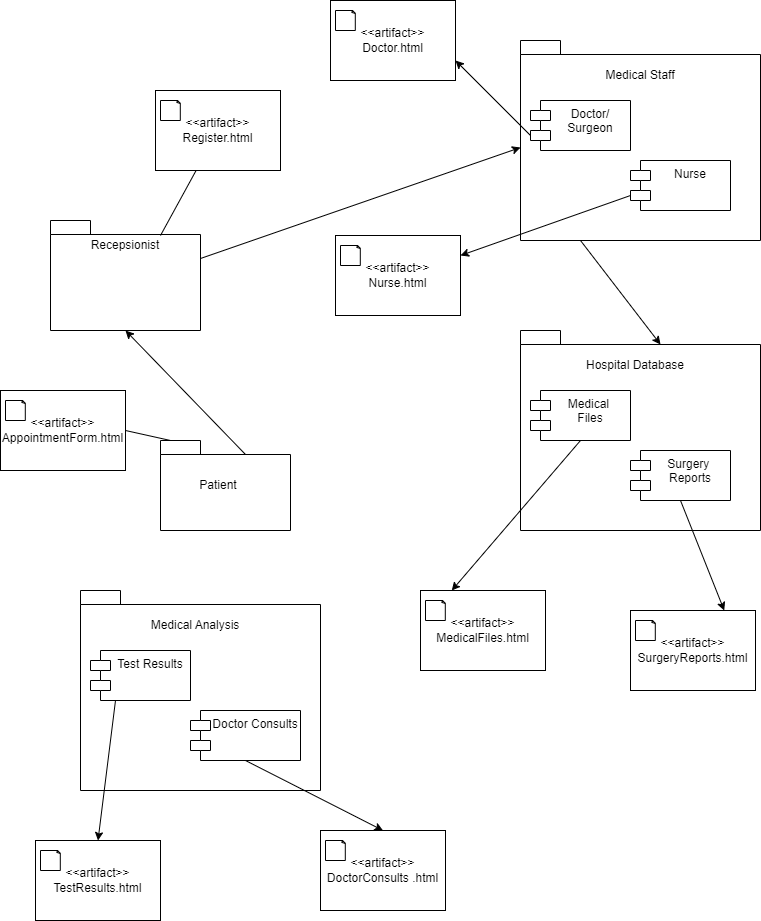 <<artifact>>
Doctor.html
Medical Staff
Doctor/
Surgeon
<<artifact>>
Register.html
Nurse
Recepsionist
<<artifact>>
Nurse.html
Hospital Database
Medical
Files
<<artifact>>
AppointmentForm.html
Surgery
Reports
Patient
Medical Analysis
<<artifact>>
MedicalFiles.html
<<artifact>>
SurgeryReports.html
Test Results
Doctor Consults
<<artifact>>
TestResults.html
<<artifact>>
DoctorConsults .html